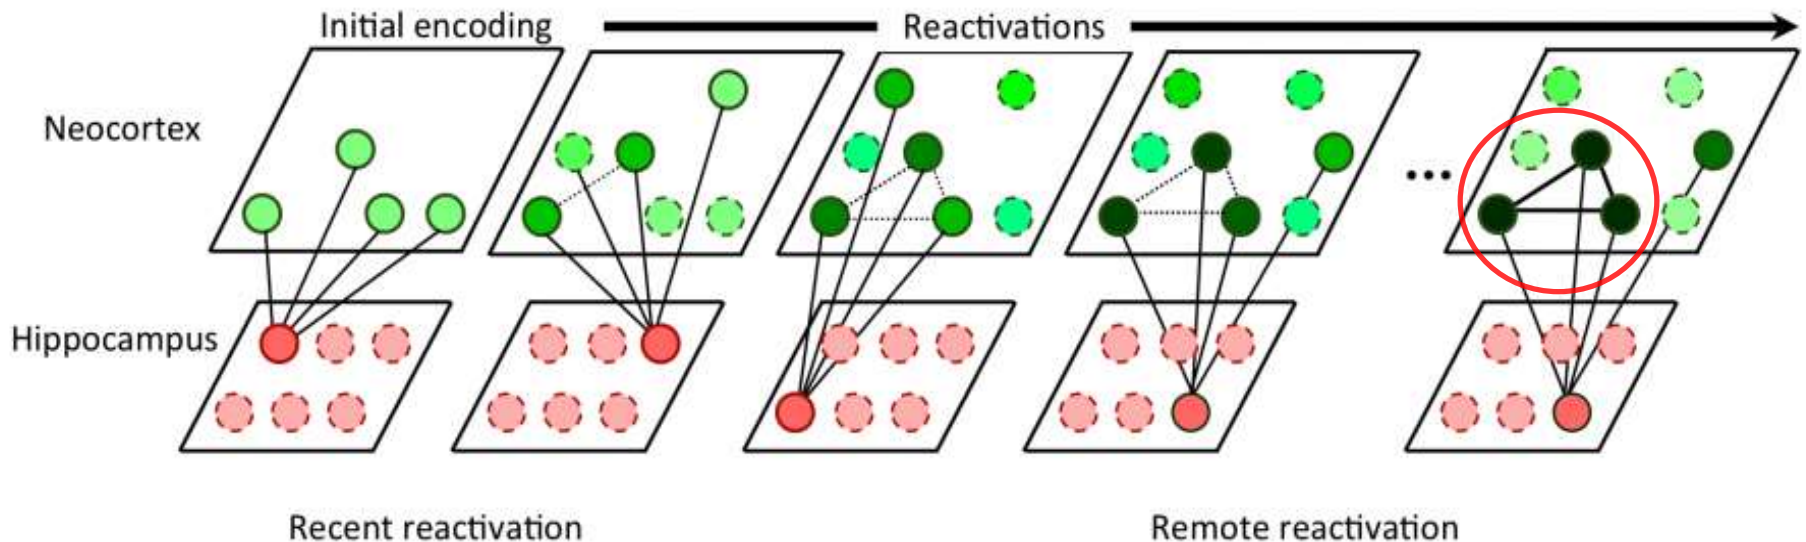 Initial encoding
Reactivations
Neocortex
Hippocampus
Recent reactivation
Remote reactivation